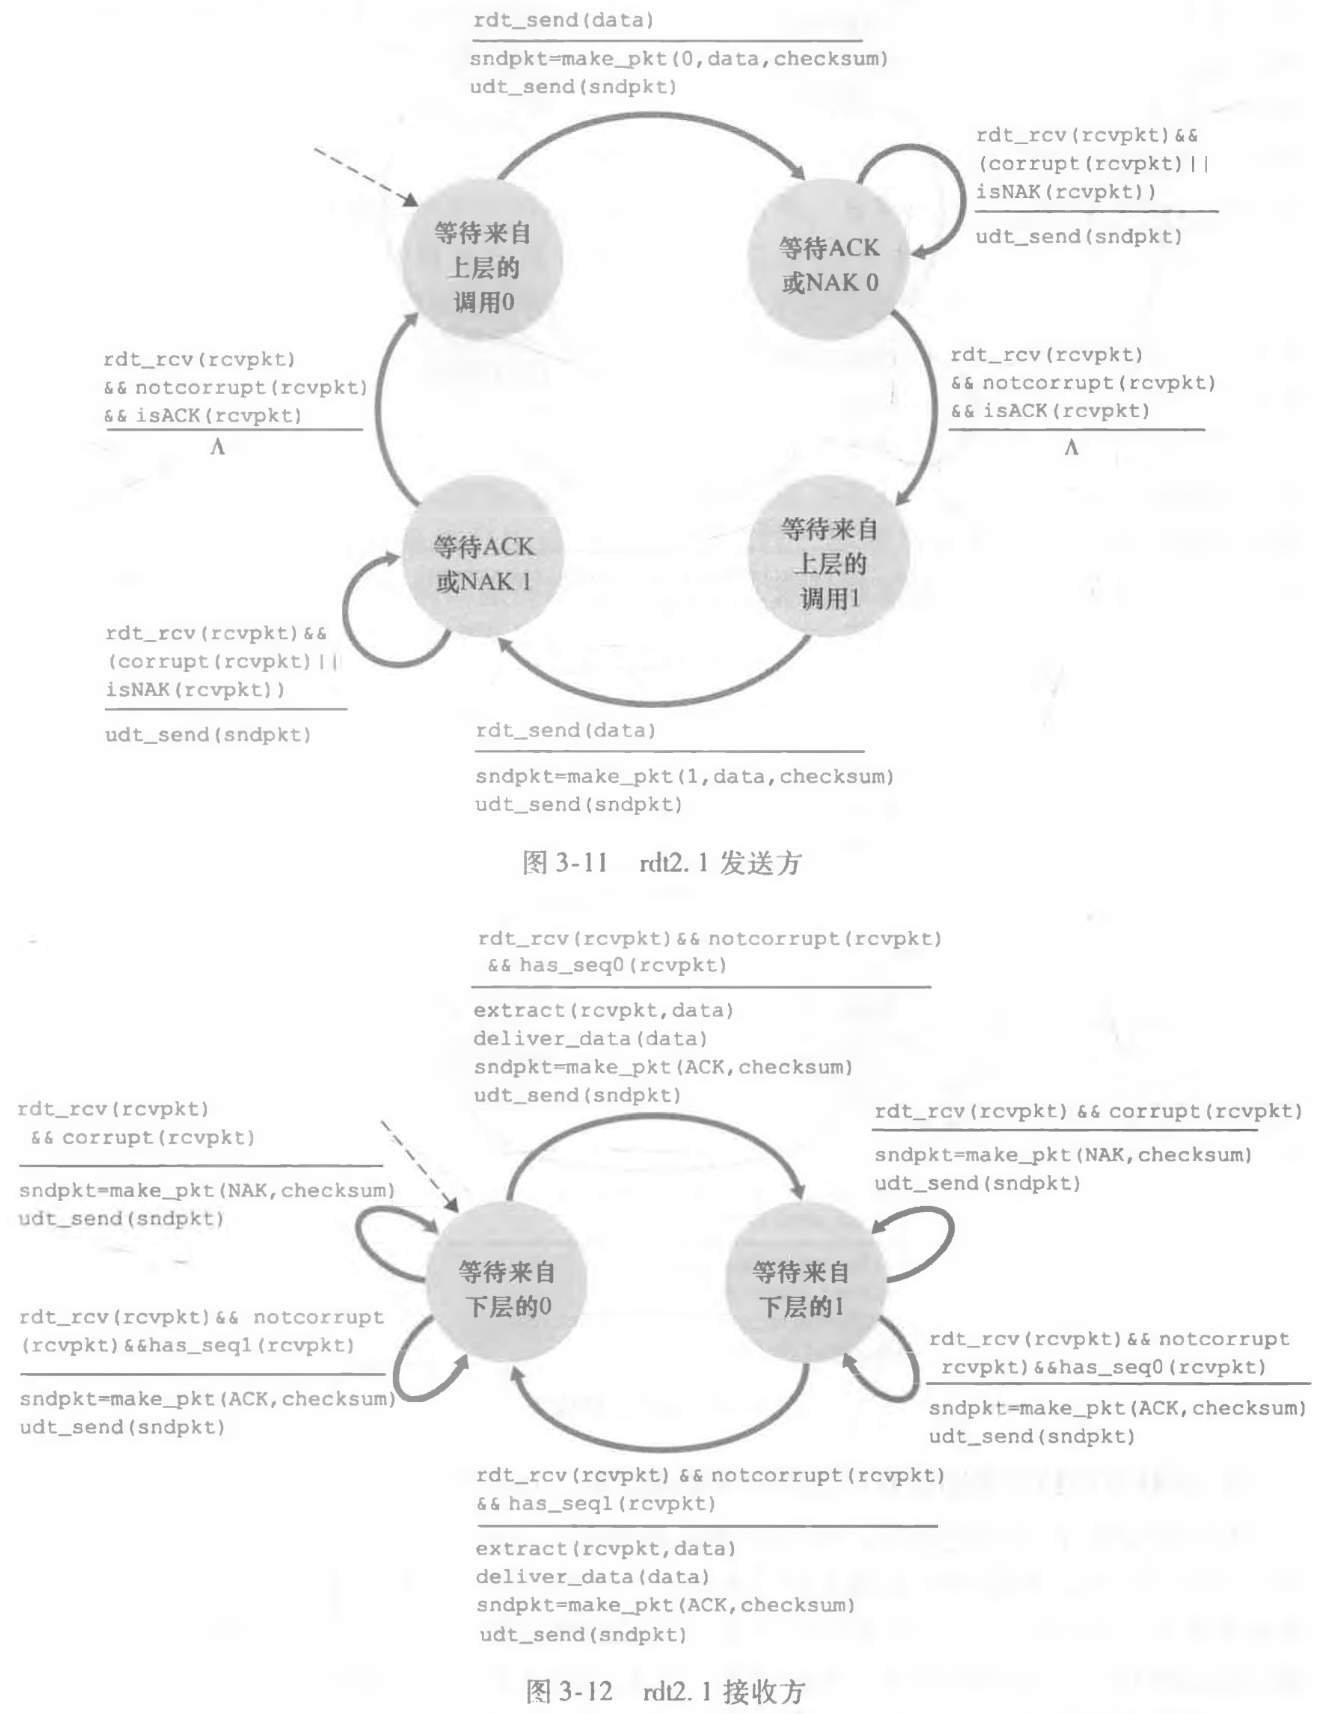 rdt_send(data)
sndpkt=make_pkt(0,data,checksum)
udt_send(sndpkt)
rdt_rcv(rcvpkt)&&
(corrupt(rcvpkt)||
isNAK(rcvpkt))
udt_send(sndpkt)
等待来自
上层的
调用0
等待ACK
或NAK 0
rdt_rcv(rcvpkt)
&&notcorrupt(rcvpkt)
&&isACK(rcvpkt)
Λ
rdt_rcv(rcvpkt)
&&notcorrupt(rcvpkt)
&&isACK(rcvpkt)
Λ
等待ACK
或NAK 1
等待来自
上层的
调用1
rdt_rcv(rcvpkt)&&
(corrupt(rcvpkt)||
isNAK(rcvpkt))
udt_send(sndpkt)
rdt_send(data)
sndpkt=make_pkt(1,data,checksum)
udt_send(sndpkt)
图 3-11 rdt2. 1 发送方
rdt_rcv(rcvpkt)&&notcorrupt(rcvpkt)
&&has_seq0(rcvpkt)
extract(rcvpkt,data)
deliver_data(data)
sndpkt=make_pkt(ACK,checksum)
udt_send(sndpkt)
rdt_rcv(rcvpkt)
&&corrupt(rcvpkt)
sndpkt=make_pkt(NAK,checksum)
udt_send(sndpkt)
rdt_rcv(rcvpkt) && corrupt(rcvpkt)
sndpkt=make_pkt(NAK,checksum)
udt_send(sndpkt)
等待来自
下层的0
等待来自
下层的1
rdt_rcv(rcvpkt)&& notcorrupt
(rcvpkt)&&has_seq1(rcvpkt)
sndpkt=make_pkt(ACK,checksum)
udt_send(sndpkt)
rdt_rcv(rcvpkt)&&notcorrupt
rcvpkt)&&has_seq0(rcvpkt)
sndpkt=make_pkt(ACK,checksum)
udt_send(sndpkt)
rdt_rcv(rcvpkt) &&notcorrupt(rcvpkt)
&&has_seq1(rcvpkt)
extract(rcvpkt,data)
deliver_data(data)
sndpkt=make_pkt(ACK,checksum)
udt_send(sndpkt)
图 3-12 rdt2. 1 接收方